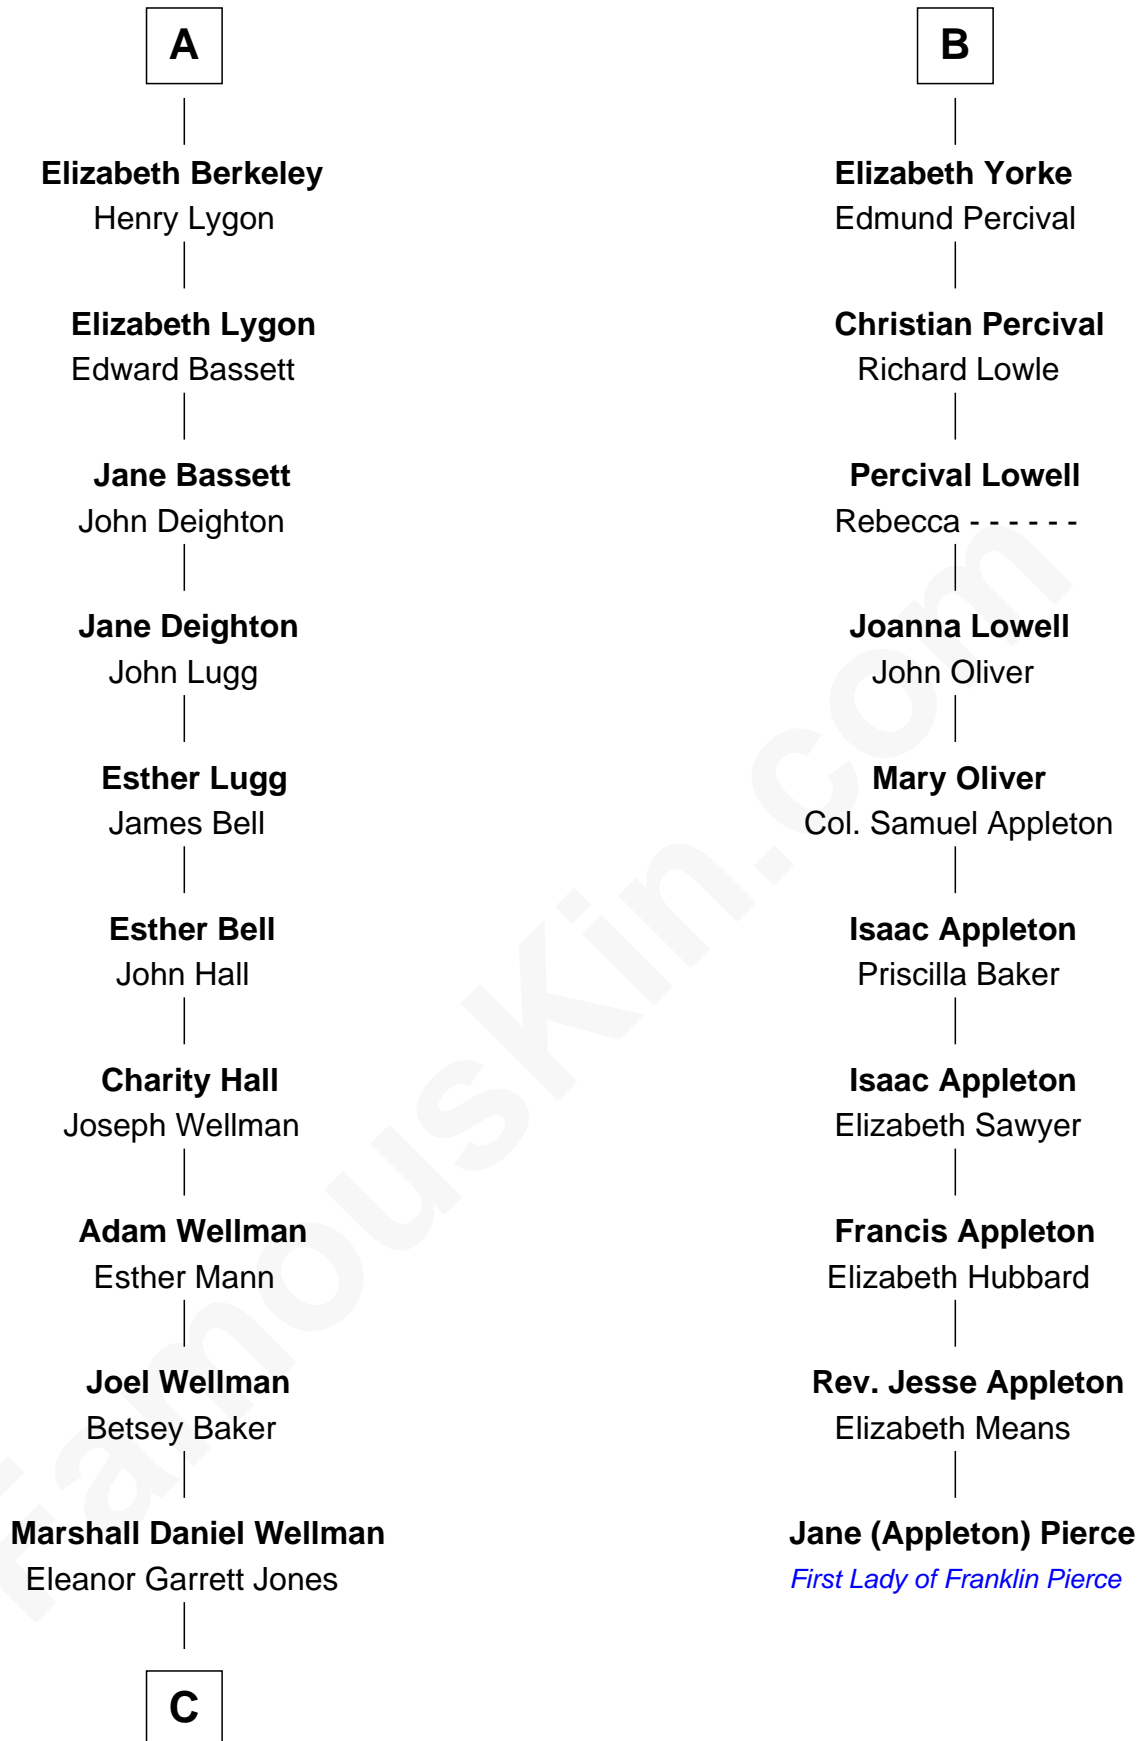 A
Elizabeth Berkeley
Henry Lygon
Elizabeth Lygon
Edward Bassett
Jane Bassett
John Deighton
Jane Deighton
John Lugg
Esther Lugg
James Bell
Esther Bell
John Hall
Charity Hall
Joseph Wellman
Adam Wellman
Esther Mann
Joel Wellman
Betsey Baker
Marshall Daniel Wellman
Eleanor Garrett Jones
C
B
Elizabeth Yorke
Edmund Percival
Christian Percival
Richard Lowle
Percival Lowell
Rebecca - - - - - -
Joanna Lowell
John Oliver
Mary Oliver
Col. Samuel Appleton
Isaac Appleton
Priscilla Baker
Isaac Appleton
Elizabeth Sawyer
Francis Appleton
Elizabeth Hubbard
Rev. Jesse Appleton
Elizabeth Means
Jane (Appleton) Pierce
First Lady of Franklin Pierce
FamousKin.com